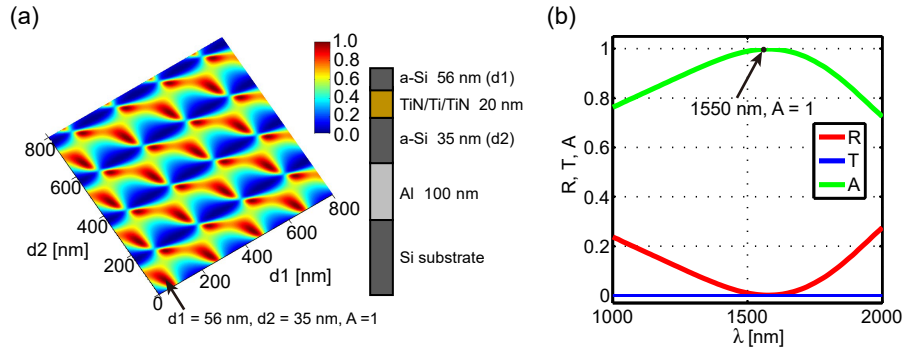 (a)
1.0
0.8
0.6
0.4
0.2
0.0
a-Si 56 nm (d1)
TiN/Ti/TiN 20 nm
a-Si 35 nm (d2)
Al 100 nm
Si substrate
800
600
400
200
0
d2 [nm]
200
400
600
800
d1 [nm]
d1 = 56 nm, d2 = 35 nm, A =1
(b)
1
0.8
0.6
0.4
0.2
0
R, T, A
1550 nm, A = 1
R
T
A
1000
1500
2000
λ [nm]